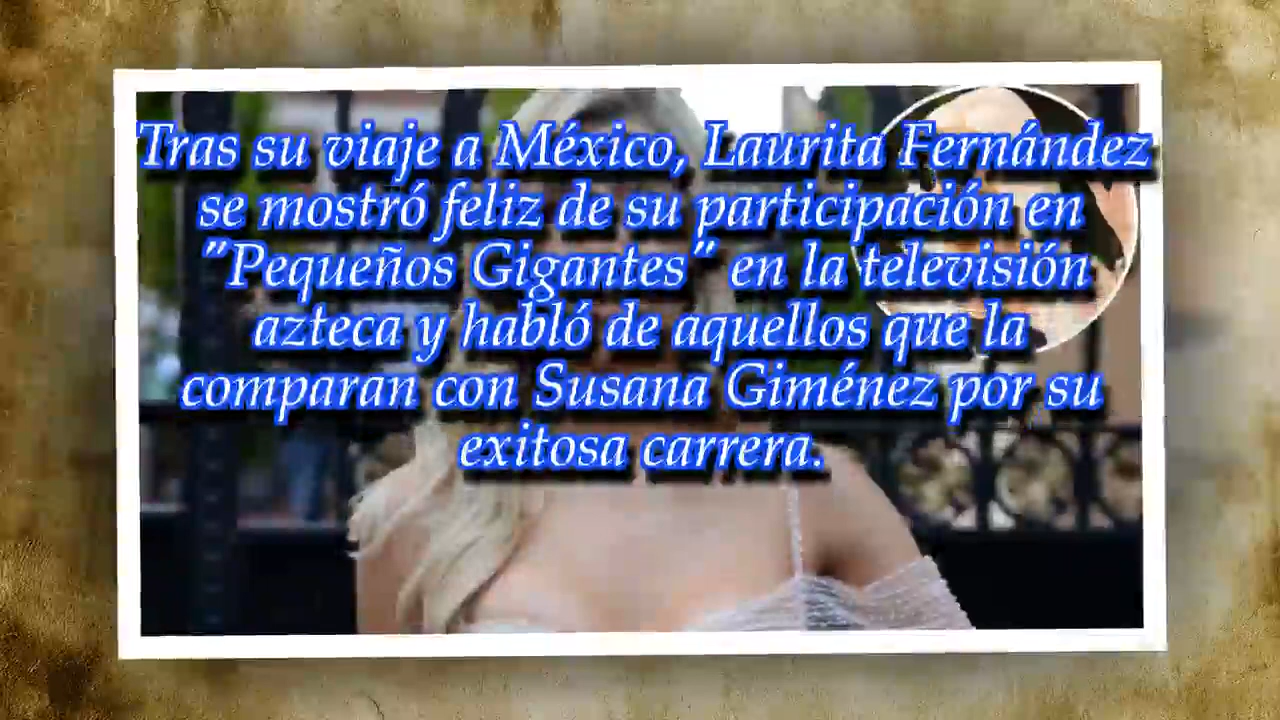 Tras su viaje a México, Laurita Fernández
se mostró feliz de su participación en
"Pequeños Gigantes" en la televisión
azteca y habló de aquellos que la
comparan con Susana Giménez por su
exitosa carrera.